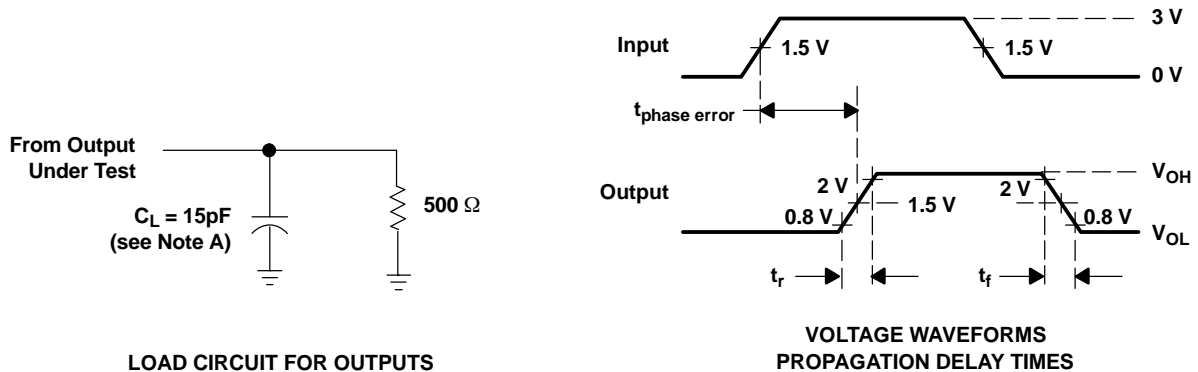 From Output
Under Test
C_L = 15pF
(see Note A)
500 Ω
LOAD CIRCUIT FOR OUTPUTS
Input
1.5 V
1.5 V
3 V
0 V
t_phase error
Output
2 V
0.8 V
1.5 V
2 V
0.8 V
V_OH
V_OL
t_r
t_f
VOLTAGE WAVEFORMS
PROPAGATION DELAY TIMES